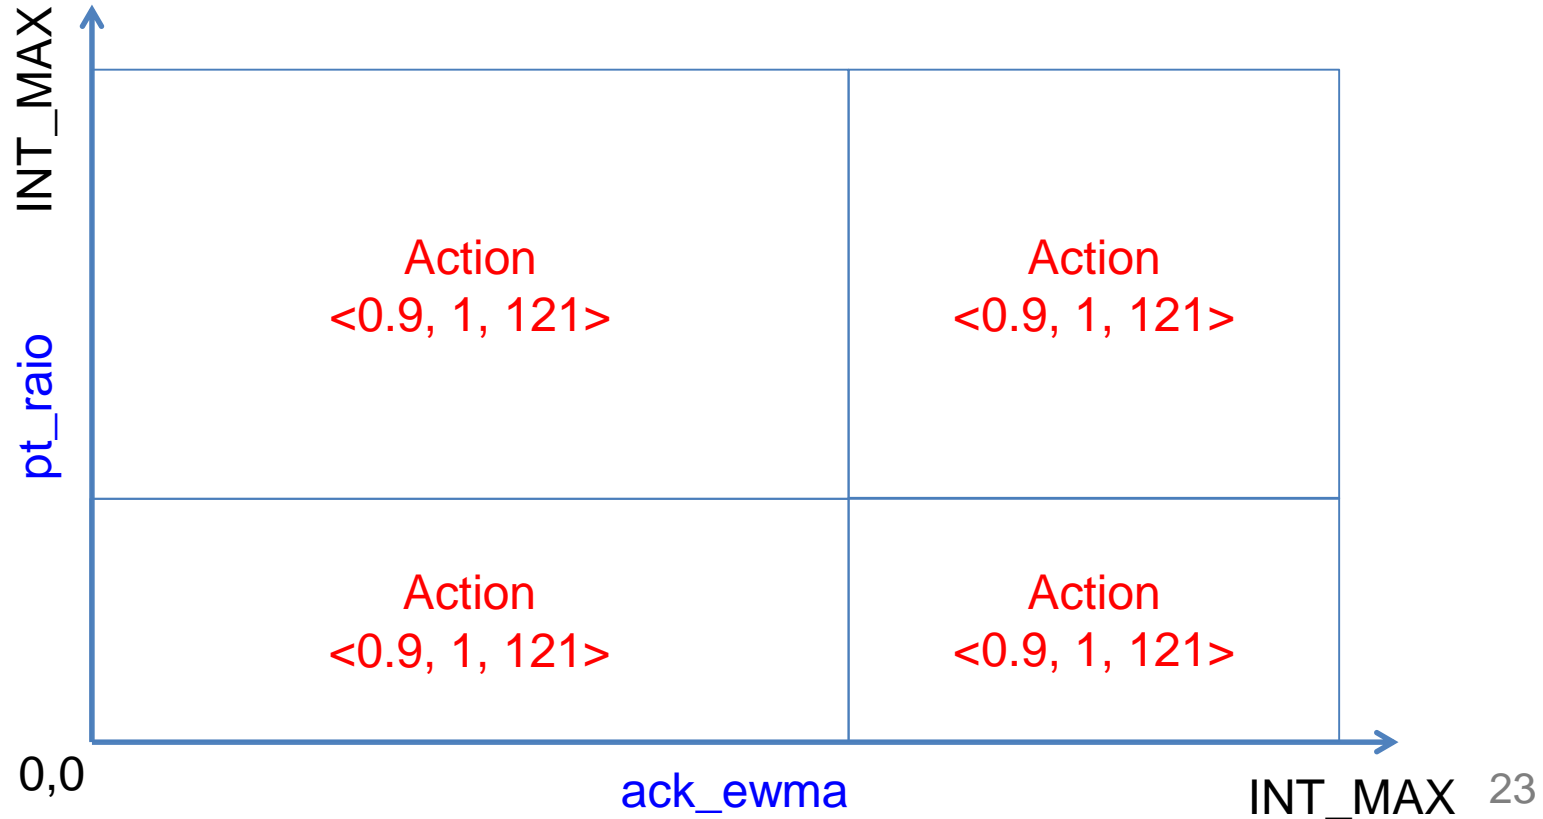 INT_MAX
pt_raio
Action
<0.9, 1, 121>
Action
<0.9, 1, 121>
Action
<0.9, 1, 121>
Action
<0.9, 1, 121>
0,0
ack_ewma
INT_MAX
23